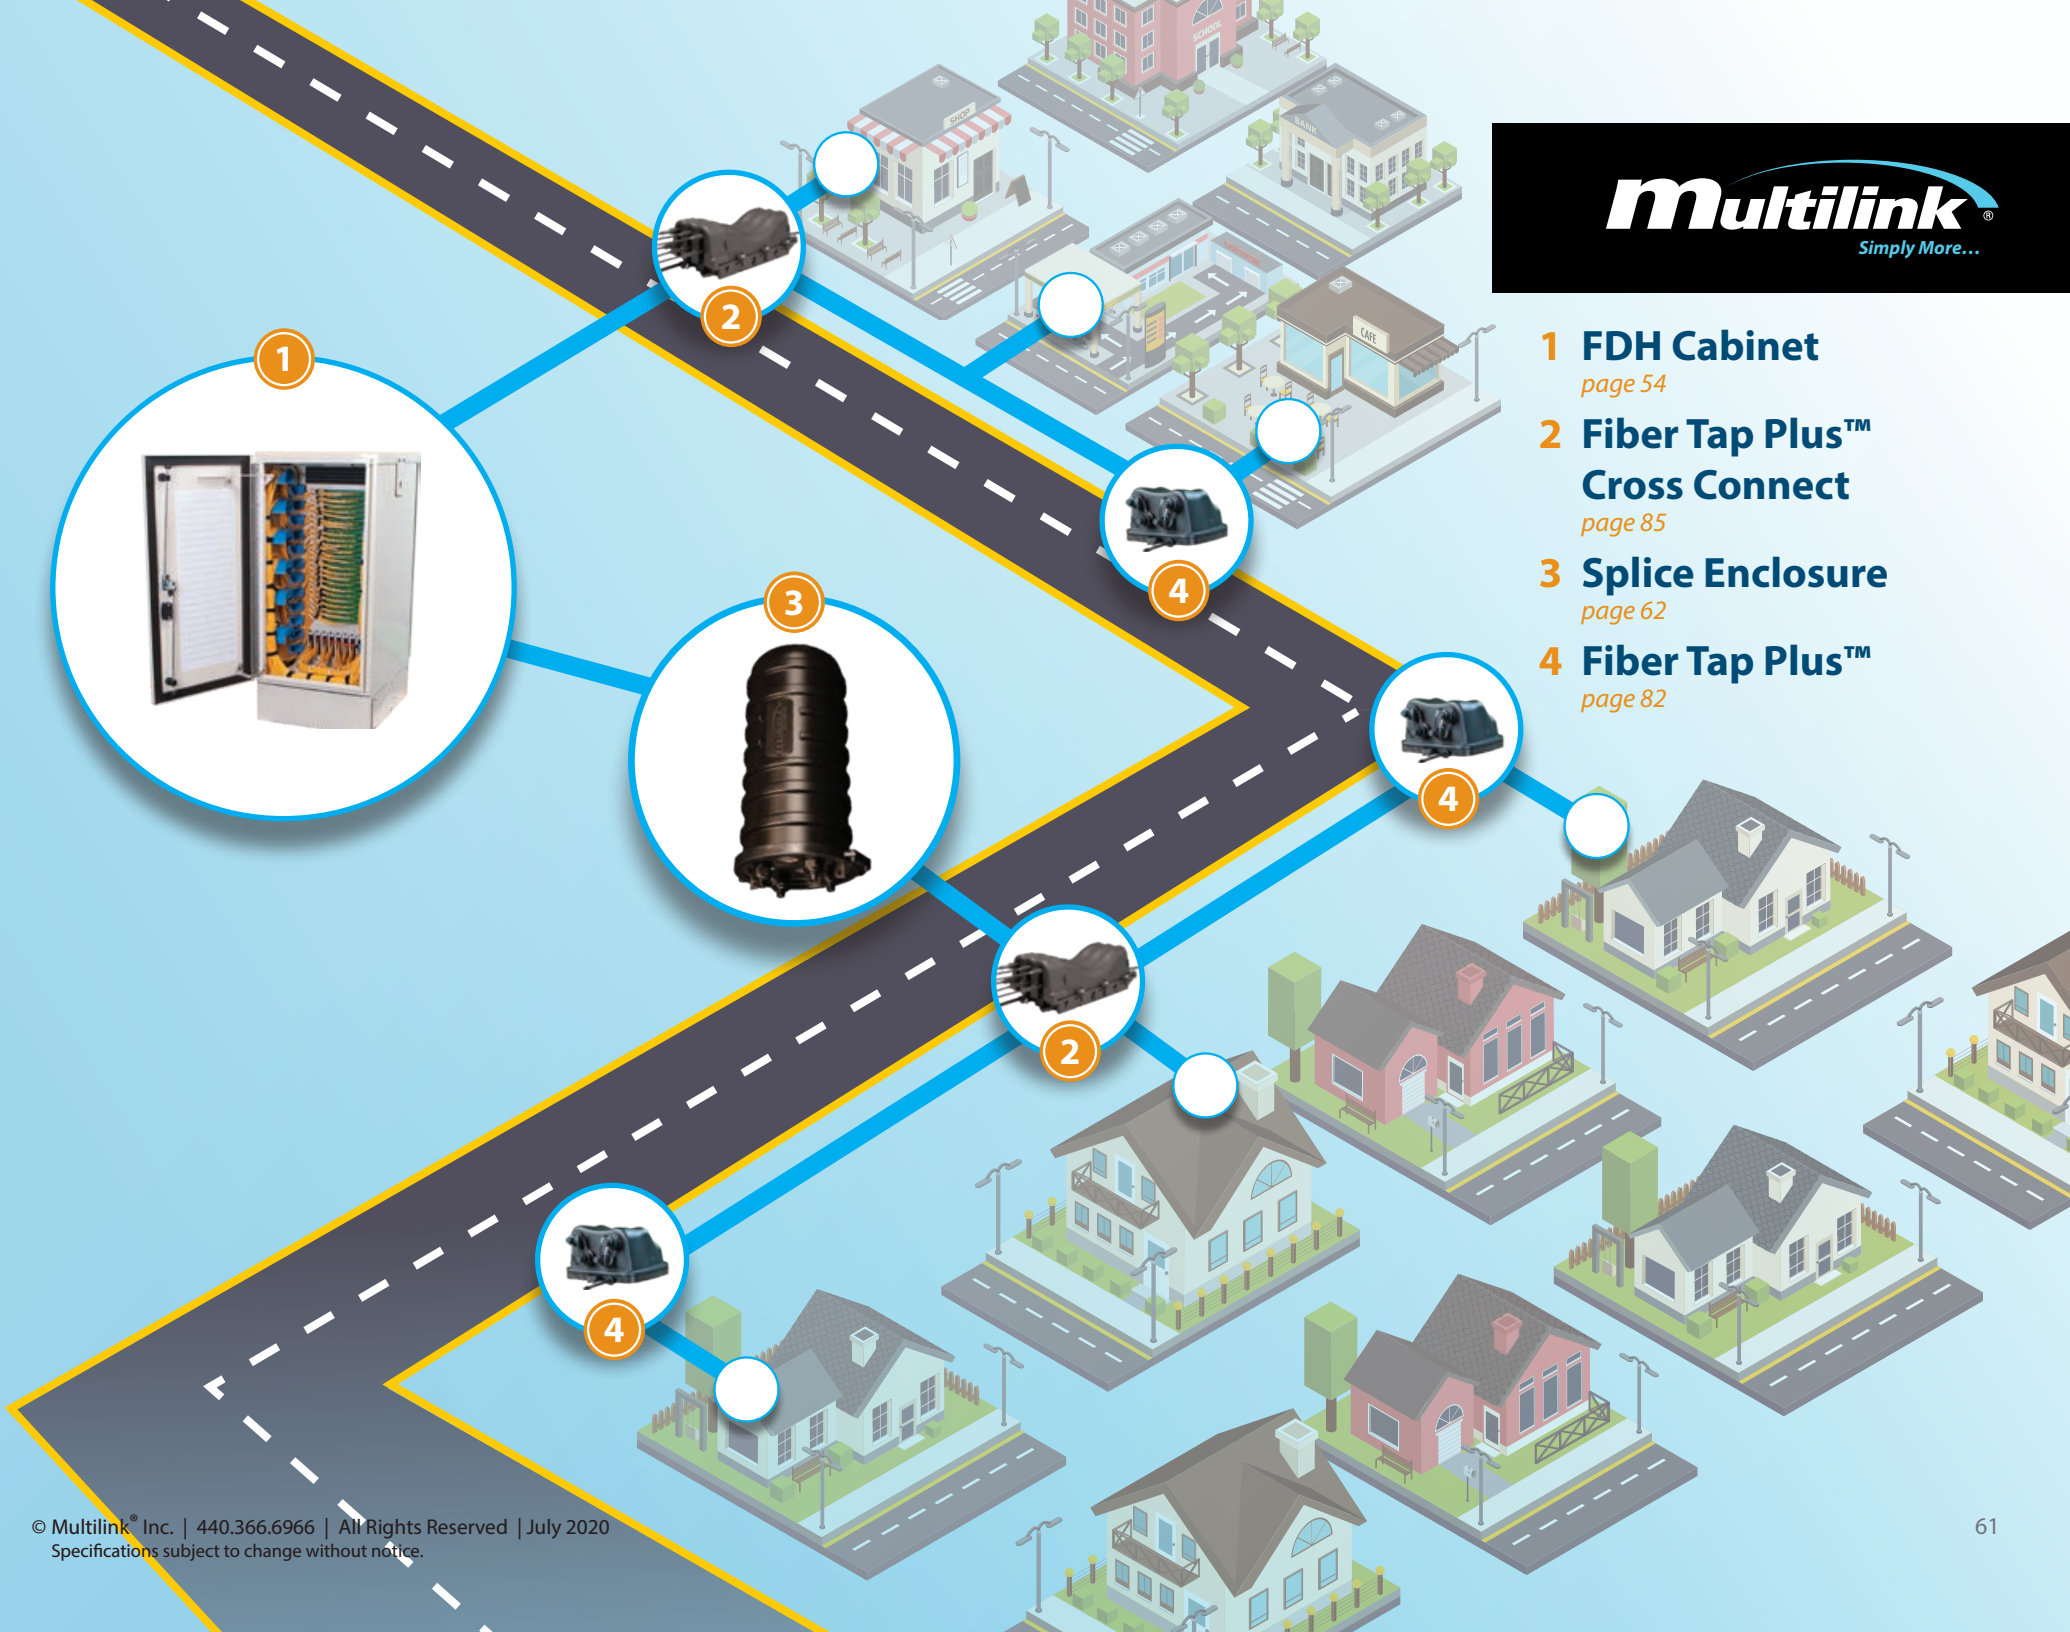 SCHOOL
SHOP
BANK
CAFE
multilink®
Simply More...
1 FDH Cabinet
page 54
2 Fiber Tap Plus™
Cross Connect
page 85
3 Splice Enclosure
page 62
4 Fiber Tap Plus™
page 82
1
2
3
4
4
2
4
© Multilink® Inc. | 440.366.6966 | All Rights Reserved | July 2020
Specifications subject to change without notice.
61